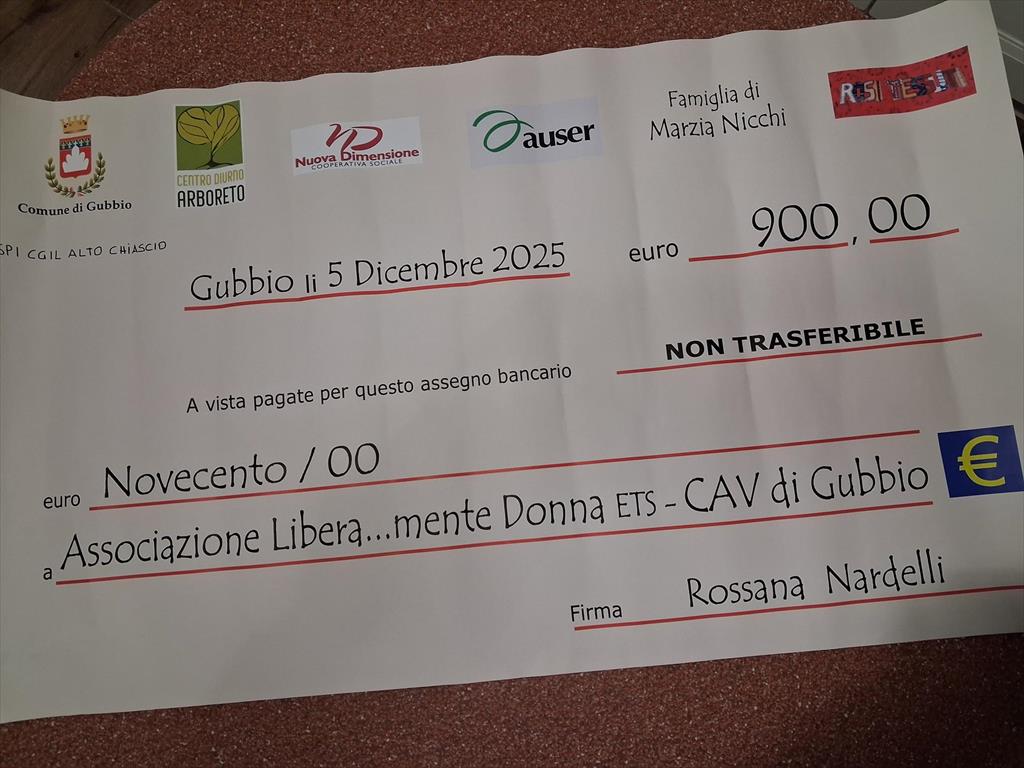 Comune di Gubbio
CENTRO DIURNO
ARBORETO
Nuova Dimensione
COOPERATIVA SOCIALE
auser
Famiglia di
Marzia Nicchi
ROSI TESSUTI
SPI CGIL ALTO CHIASCIO
Gubbio li 5 Dicembre 2025
euro 900,00
NON TRASFERIBILE
A vista pagate per questo assegno bancario
euro Novecento / 00
€
a Associazione Libera...mente Donna ETS - CAV di Gubbio
Firma Rossana Nardelli